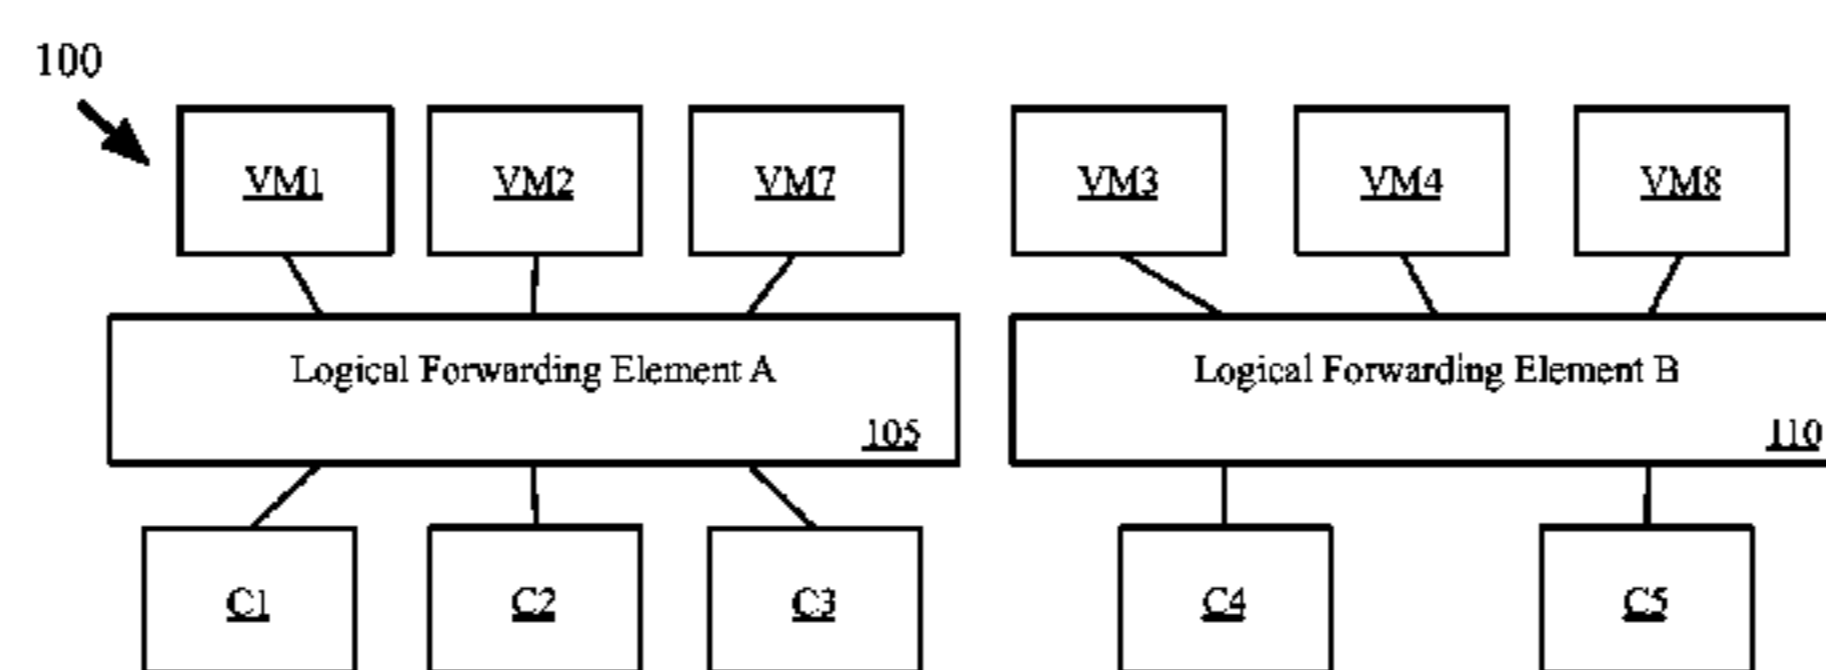 100
VM1 VM2 VM7 VM3 VM4 VM8
Logical Forwarding Element A
105
Logical Forwarding Element B
110
C1 C2 C3 C4 C5